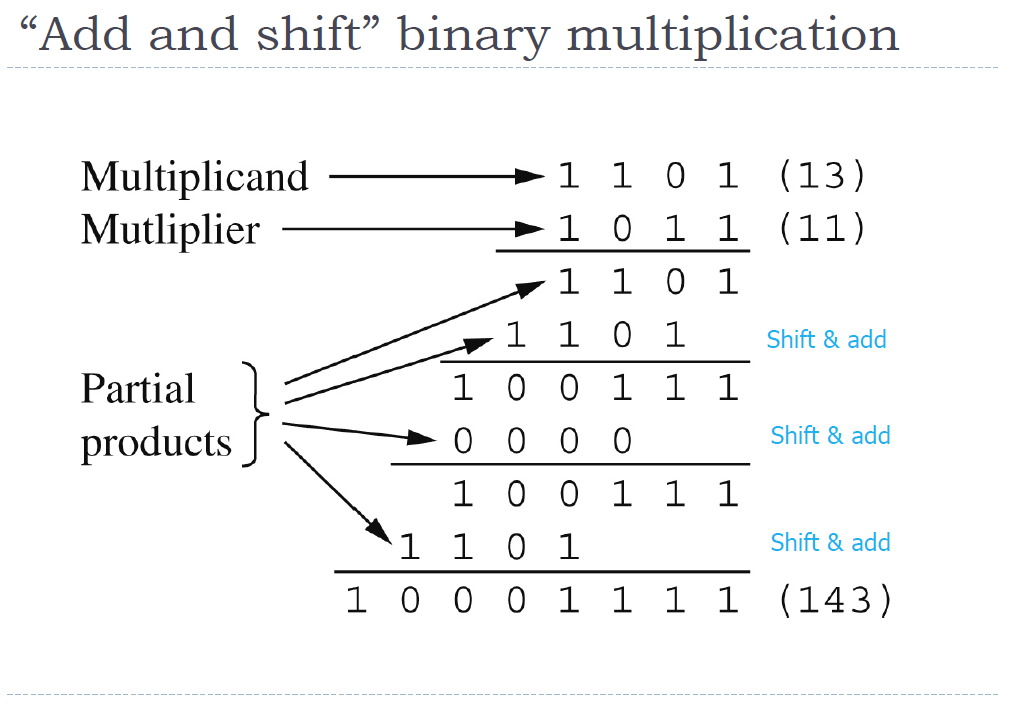 “Add and shift” binary multiplication
Multiplicand 1 1 0 1 (13)
Mutliplier 1 0 1 1 (11)
1 1 0 1
1 1 0 1 Shift & add
Partial 1 0 0 1 1 1
products 0 0 0 0 Shift & add
1 0 0 1 1 1
1 1 0 1 Shift & add
1 0 0 0 1 1 1 1 (143)